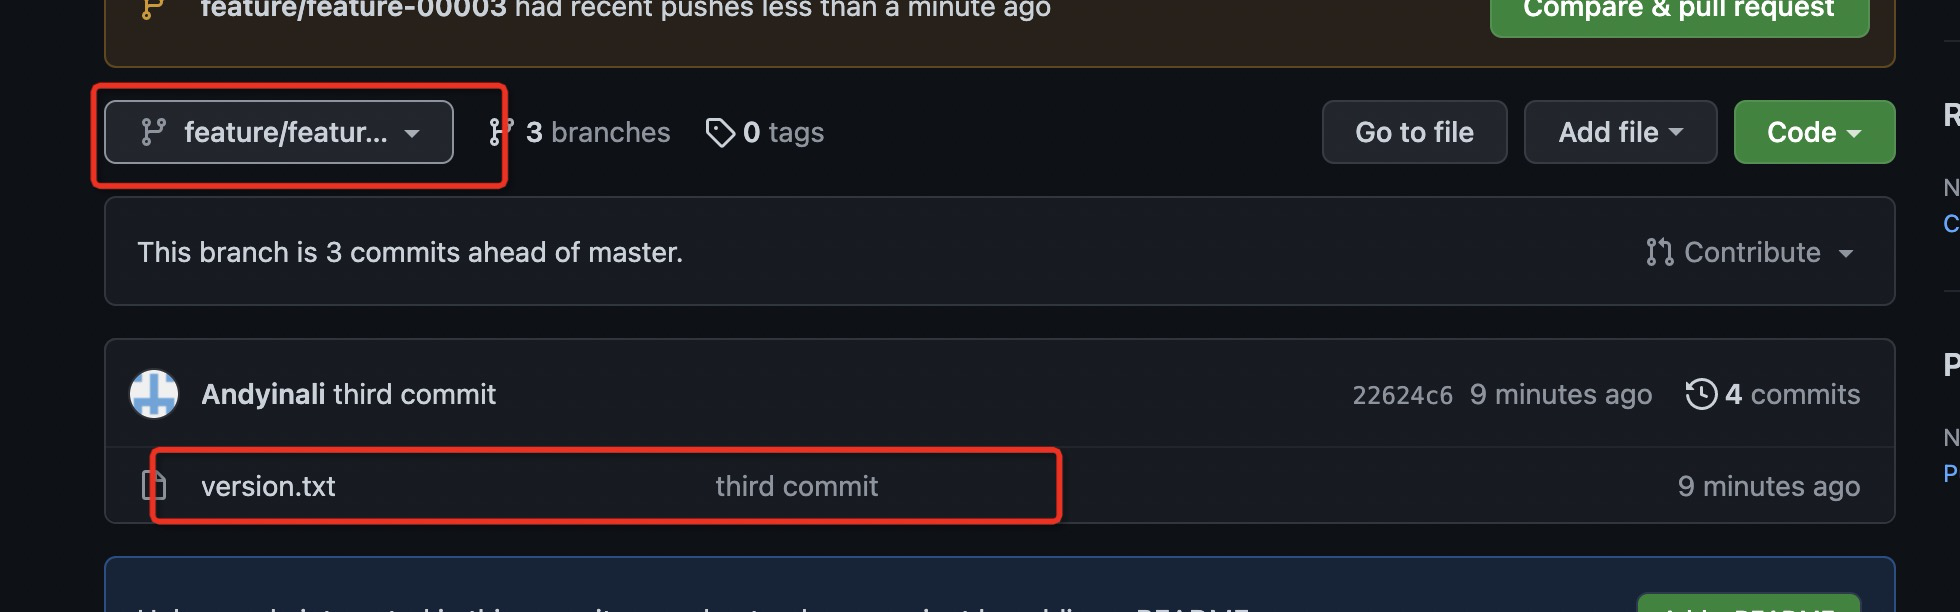 feature/feature-00003 had recent pushes less than a minute ago
Compare & pull request
feature/featur...
3 branches
0 tags
Go to file
Add file
Code
This branch is 3 commits ahead of master.
Contribute
Andyinali third commit
22624c6 9 minutes ago
4 commits
version.txt
third commit
9 minutes ago